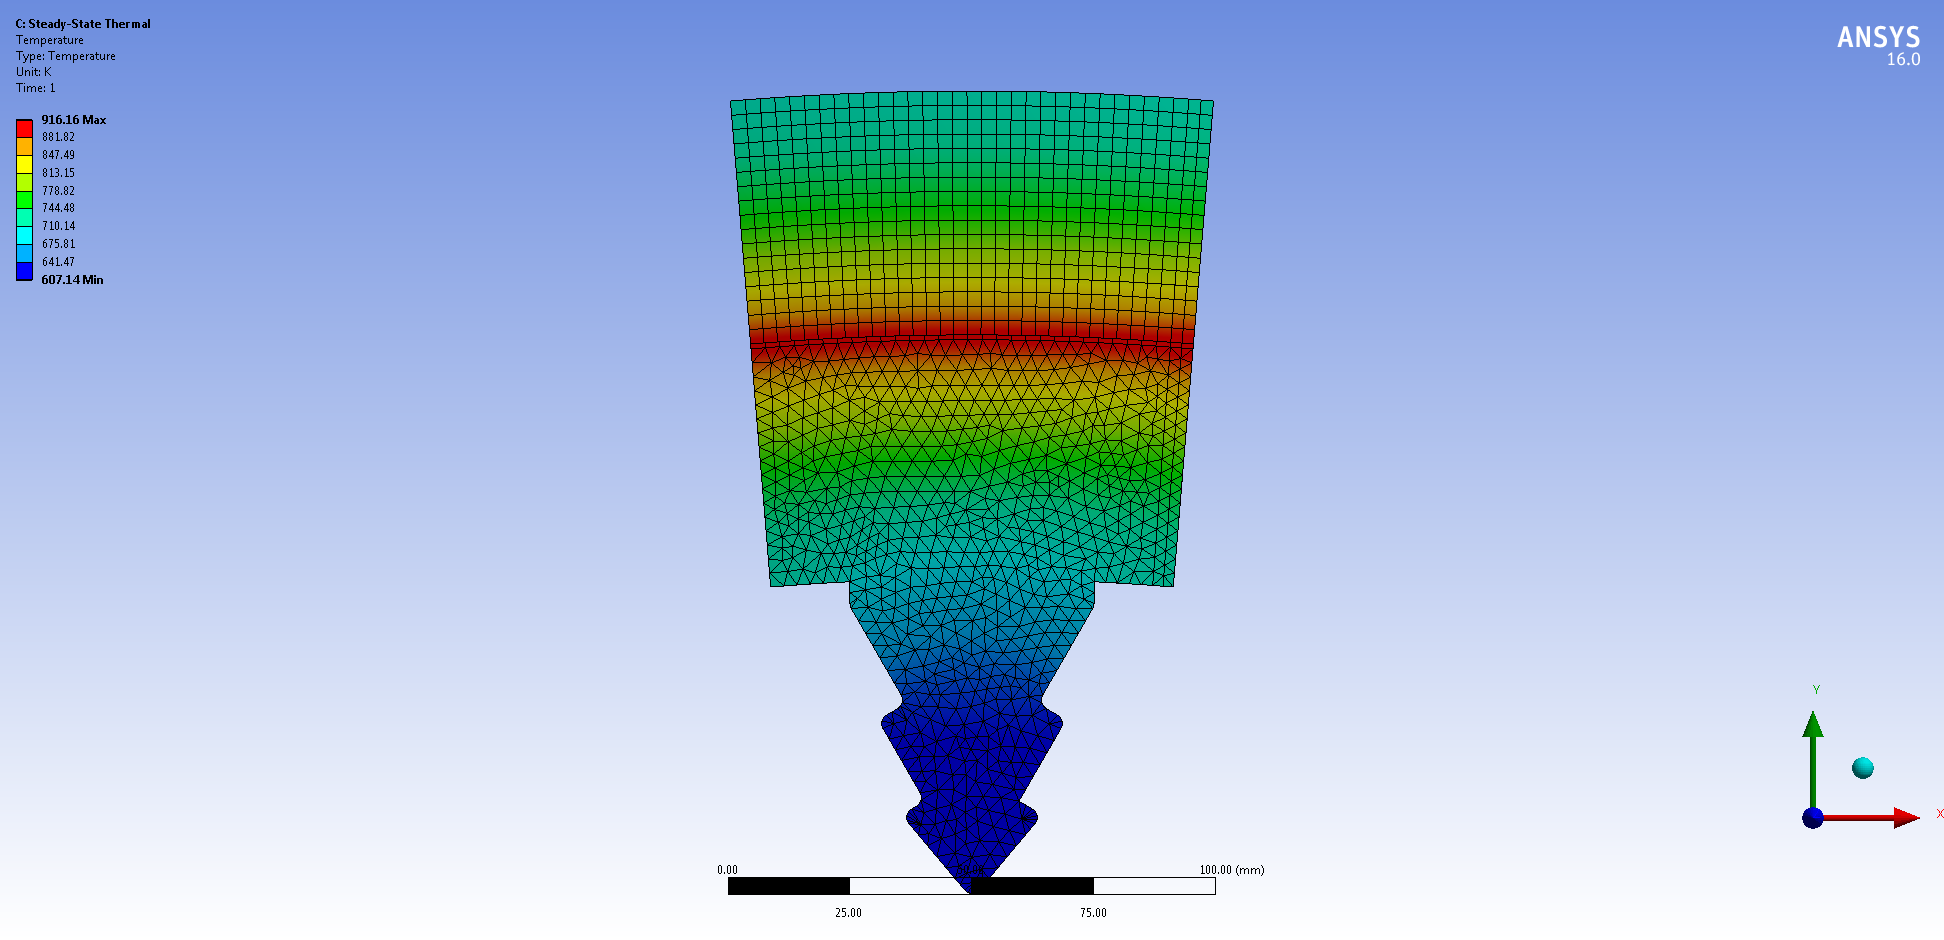 C: Steady-State Thermal
Temperature
Type: Temperature
Unit: K
Time: 1
916.16 Max
881.82
847.49
813.15
778.82
744.48
710.14
675.81
641.47
607.14 Min
ANSYS
16.0
Y
X
0.00
100.00 (mm)
25.00
75.00